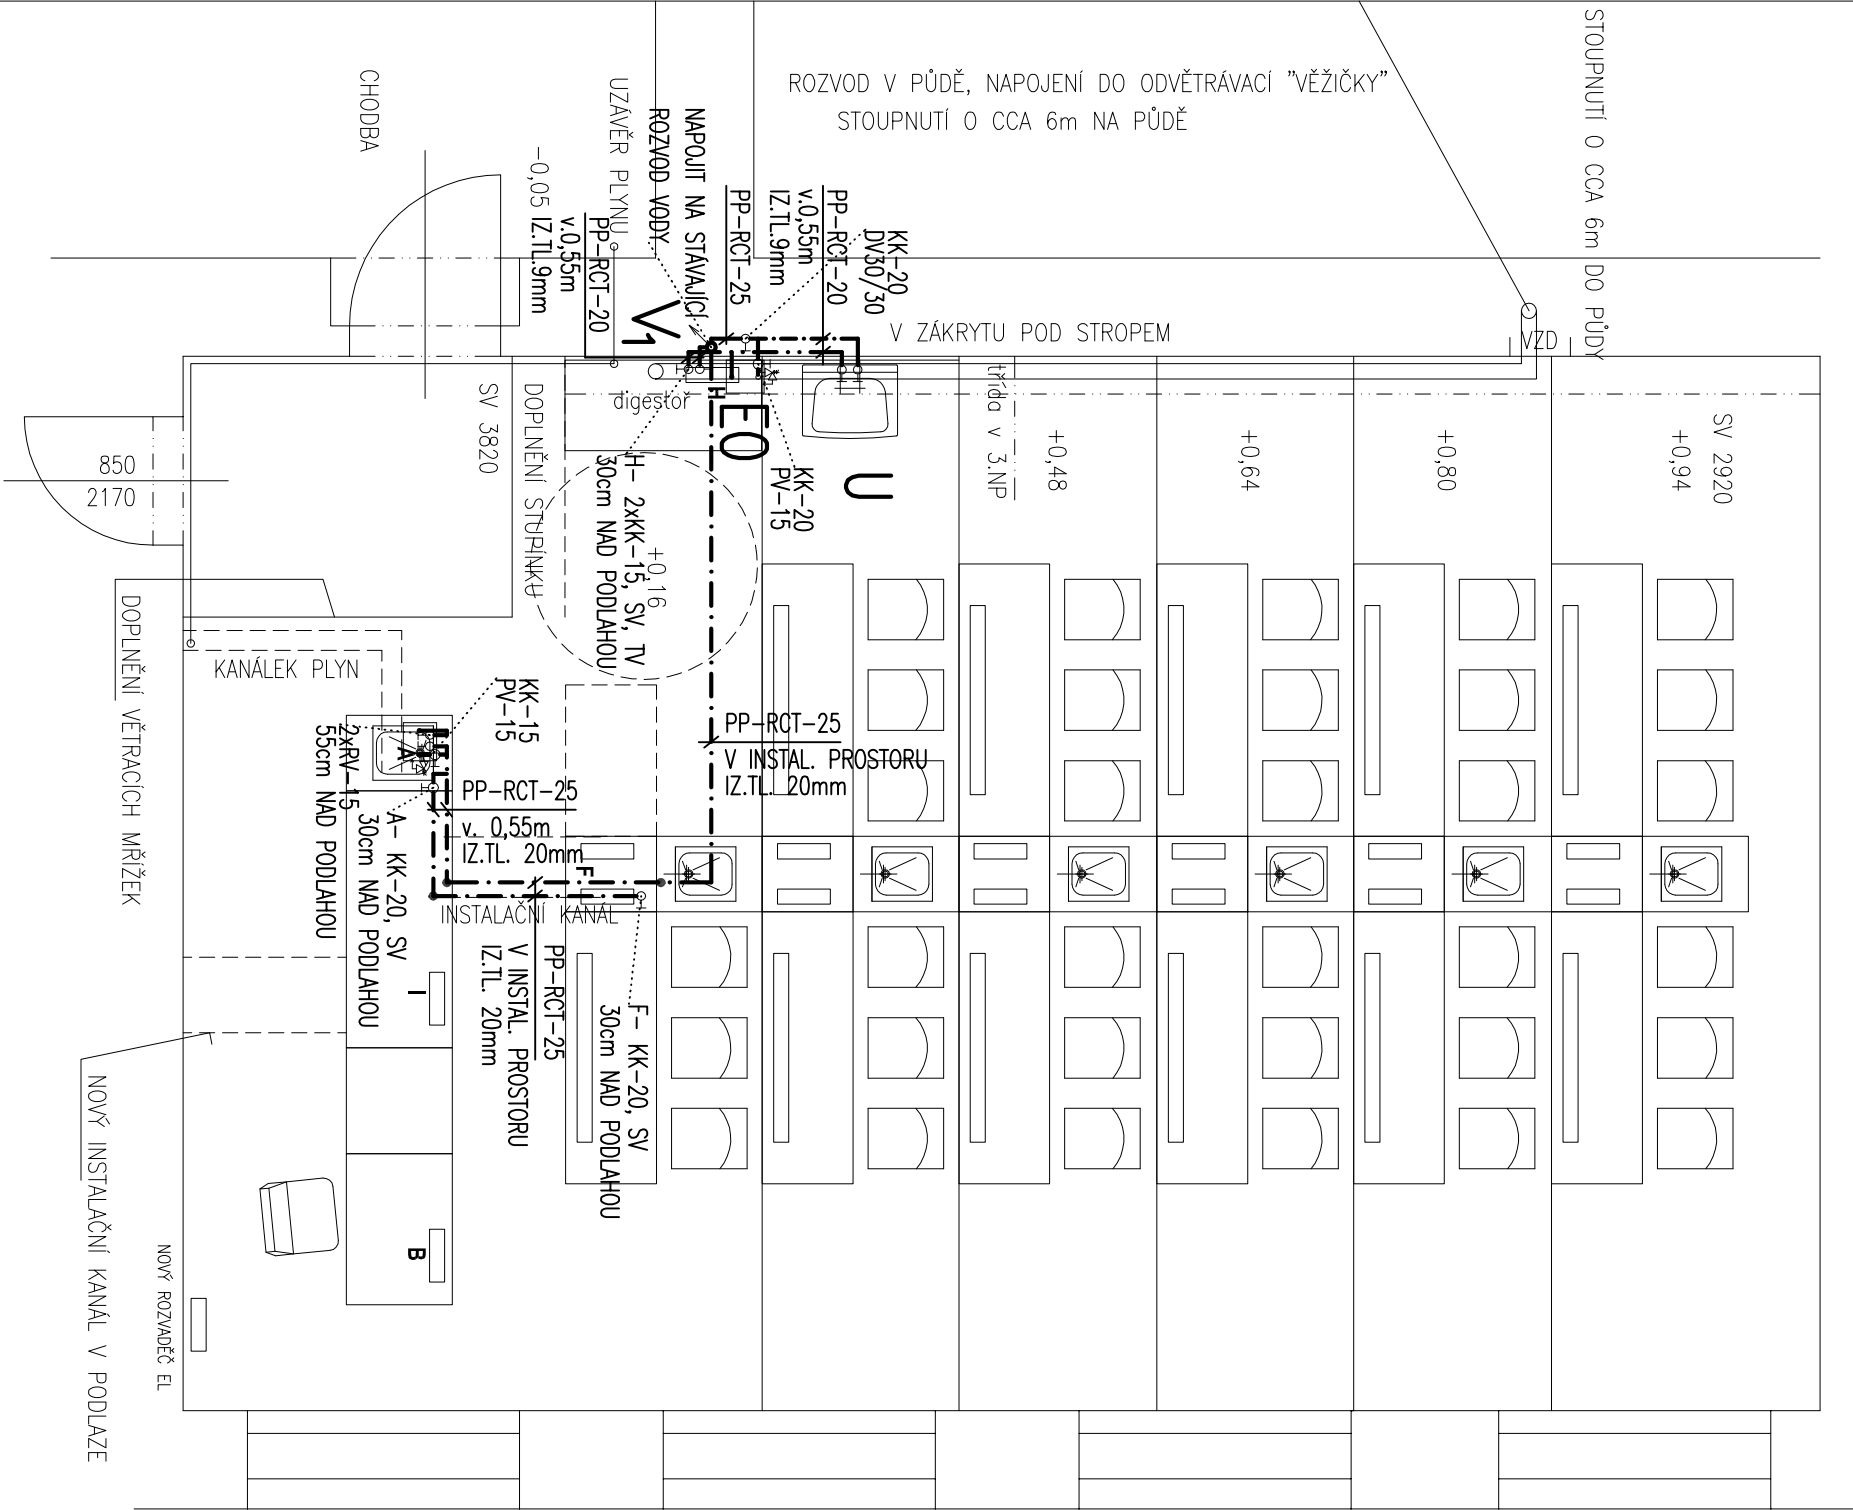 ROZVOD V PŮDĚ, NAPOJENÍ DO ODVĚTRÁVACÍ "VĚŽIČKY"
STOUPNUTÍ O CCA 6m NA PŮDĚ
STOUPNUTÍ O CCA 6m DO PŮDY
CHODBA
UZÁVĚR PLYNU
NAPOJIT NA STÁVAJÍCÍ
ROZVOD VODY
-0,05
PP-RCT-20
v.0,55m
IZ.TL.9mm
PP-RCT-25
PP-RCT-20
v.0,55m
IZ.TL.9mm
KK-20
DV30/30
V1
V ZÁKRYTU POD STROPEM
VZD
digestoř
H
EO
U
KK-20
PV-15
třída v 3.NP
+0,48
+0,64
+0,80
+0,94
SV 2920
SV 3820
DOPLNĚNÍ STUPÍNKU
850
2170
H- 2xKK-15, SV, TV
30cm NAD PODLAHOU
+0,16
DOPLNĚNÍ VĚTRACÍCH MŘÍŽEK
KANÁLEK PLYN
KK-15
PV-15
A
2xRV-15
55cm NAD PODLAHOU
PP-RCT-25
v. 0,55m
IZ.TL. 20mm
PP-RCT-25
V INSTAL. PROSTORU
IZ.TL. 20mm
A- KK-20, SV
30cm NAD PODLAHOU
F
INSTALAČNÍ KANÁL
PP-RCT-25
V INSTAL. PROSTORU
IZ.TL. 20mm
F- KK-20, SV
30cm NAD PODLAHOU
I
B
NOVÝ INSTALAČNÍ KANÁL V PODLAZE
NOVÝ ROZVADĚČ EL